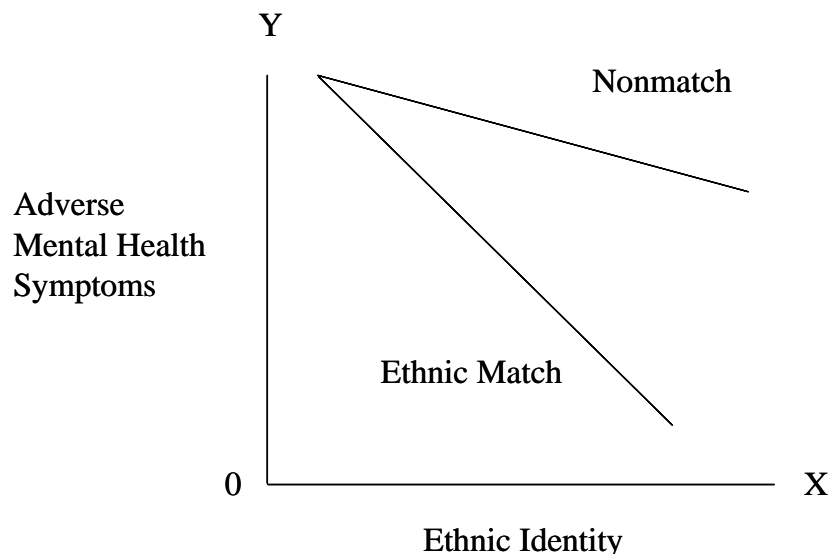 Y
Nonmatch
Adverse
Mental Health
Symptoms
Ethnic Match
0
X
Ethnic Identity